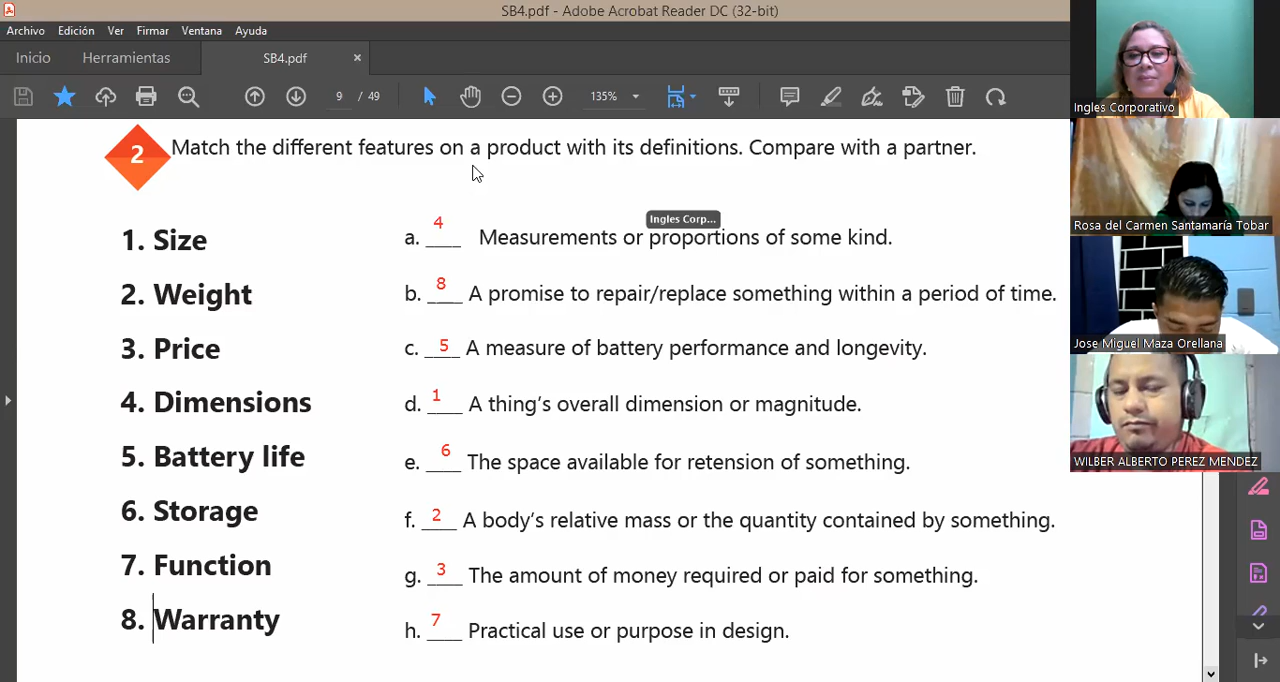 SB4.pdf - Adobe Acrobat Reader DC (32-bit)
Archivo Edición Ver Firmar Ventana Ayuda
Inicio Herramientas SB4.pdf ×
9 / 49 135%
2 Match the different features on a product with its definitions. Compare with a partner.
Ingles Corp...
1. Size
2. Weight
3. Price
4. Dimensions
5. Battery life
6. Storage
7. Function
8. Warranty
a. 4 Measurements or proportions of some kind.
b. 8 A promise to repair/replace something within a period of time.
c. 5 A measure of battery performance and longevity.
d. 1 A thing's overall dimension or magnitude.
e. 6 The space available for retension of something.
f. 2 A body's relative mass or the quantity contained by something.
g. 3 The amount of money required or paid for something.
h. 7 Practical use or purpose in design.
Ingles Corporativo
Rosa del Carmen Santamaría Tobar
Jose Miguel Maza Orellana
WILBER ALBERTO PEREZ MENDEZ